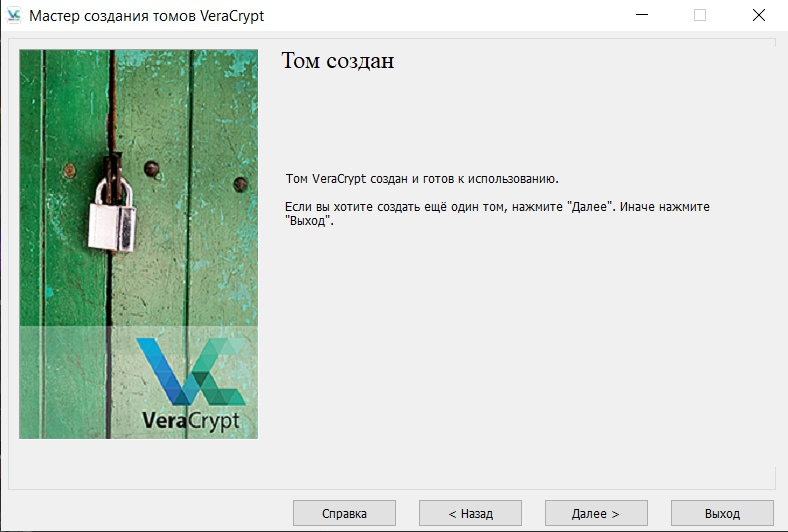 Мастер создания томов VeraCrypt
Том создан
Том VeraCrypt создан и готов к использованию.
Если вы хотите создать ещё один том, нажмите "Далее". Иначе нажмите
"Выход".
VeraCrypt
Справка
< Назад
Далее >
Выход